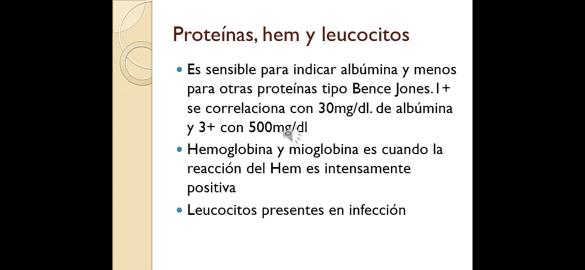 Proteínas, hem y leucocitos
Es sensible para indicar albúmina y menos
para otras proteínas tipo Bence Jones.1+
se correlaciona con 30mg/dl. de albúmina
y 3+ con 500mg/dl
Hemoglobina y mioglobina es cuando la
reacción del Hem es intensamente
positiva
Leucocitos presentes en infección